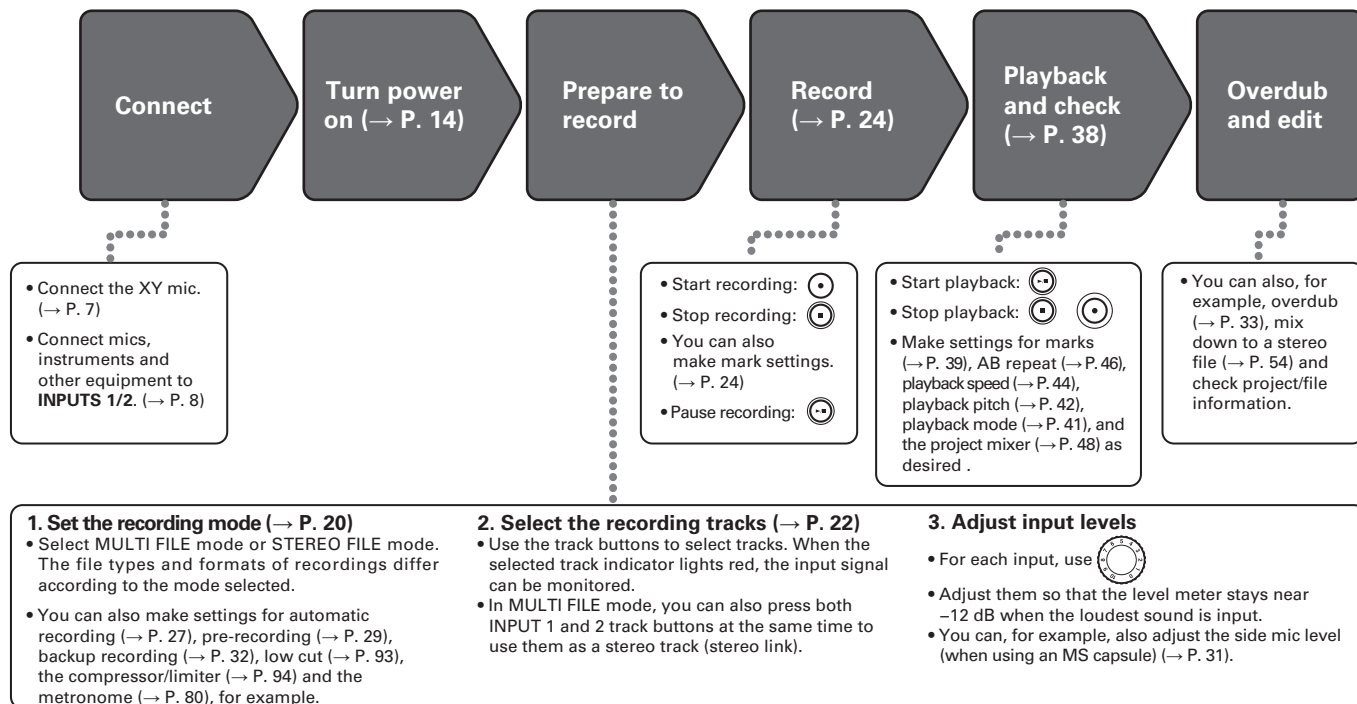 Connect
Turn power
on (→ P. 14)
Prepare to
record
Record
(→ P. 24)
Playback
and check
(→ P. 38)
Overdub
and edit
• Connect the XY mic.
(→ P. 7)
• Connect mics,
instruments and
other equipment to
INPUTS 1/2. (→ P. 8)
• Start recording:
• Stop recording:
• You can also
make mark settings.
(→ P. 24)
• Pause recording:
• Start playback:
• Stop playback:
• Make settings for marks
(→ P. 39), AB repeat (→ P. 46),
playback speed (→ P. 44),
playback pitch (→ P. 42),
playback mode (→ P. 41), and
the project mixer (→ P. 48) as
desired .
• You can also, for
example, overdub
(→ P. 33), mix
down to a stereo
file (→ P. 54) and
check project/file
information.
1. Set the recording mode (→ P. 20)
• Select MULTI FILE mode or STEREO FILE mode.
The file types and formats of recordings differ
according to the mode selected.
• You can also make settings for automatic
recording (→ P. 27), pre-recording (→ P. 29),
backup recording (→ P. 32), low cut (→ P. 93),
the compressor/limiter (→ P. 94) and the
metronome (→ P. 80), for example.
2. Select the recording tracks (→ P. 22)
• Use the track buttons to select tracks. When the
selected track indicator lights red, the input signal
can be monitored.
• In MULTI FILE mode, you can also press both
INPUT 1 and 2 track buttons at the same time to
use them as a stereo track (stereo link).
3. Adjust input levels
• For each input, use
• Adjust them so that the level meter stays near
−12 dB when the loudest sound is input.
• You can, for example, also adjust the side mic level
(when using an MS capsule) (→ P. 31).